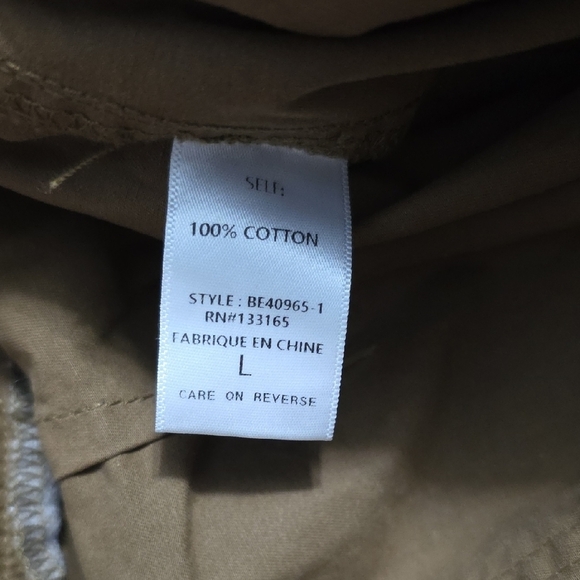 SELF:
100% COTTON
STYLE : BE40965-1
RN#133165
FABRIQUE EN CHINE
L
CARE ON REVERSE